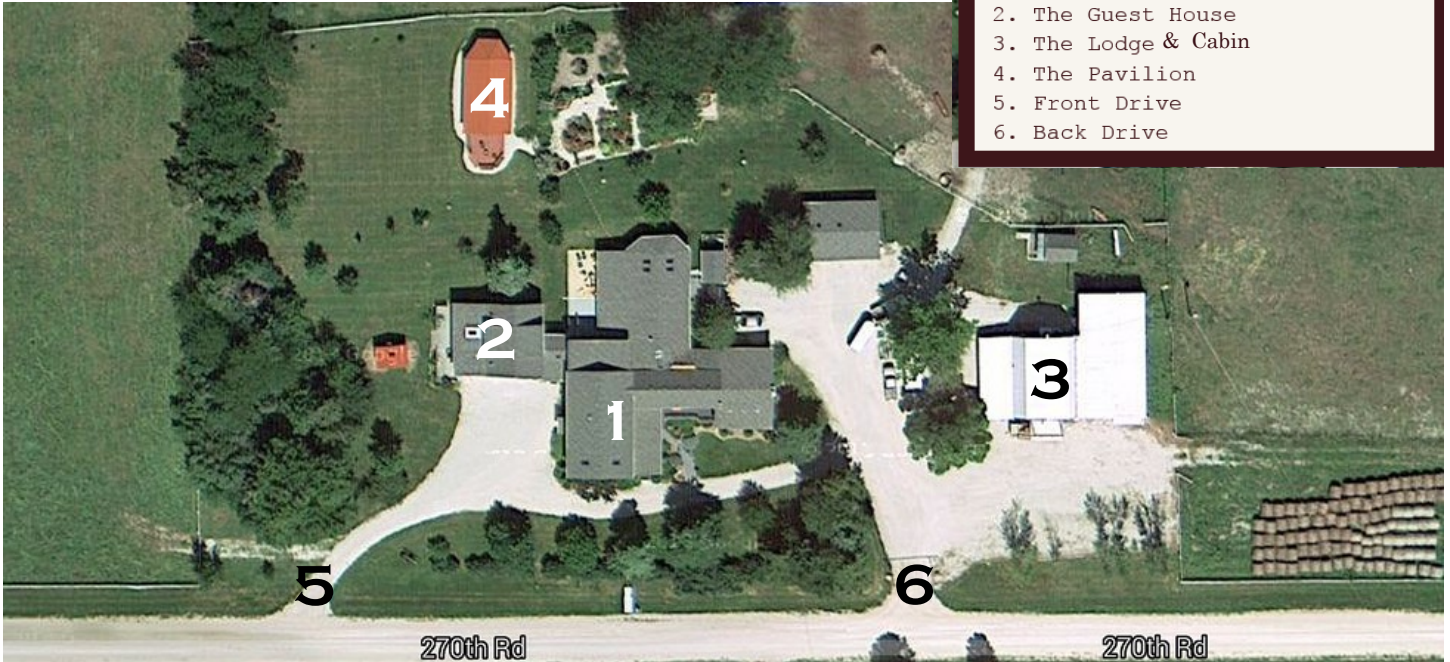 2. The Guest House
3. The Lodge & Cabin
4. The Pavilion
5. Front Drive
6. Back Drive
4
2
3
1
5
6
270th Rd
270th Rd